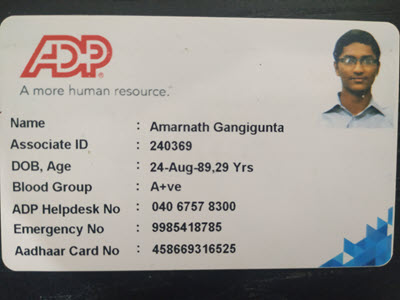 ADP
A more human resource.
Name : Amarnath Gangigunta
Associate ID : 240369
DOB, Age : 24-Aug-89,29 Yrs
Blood Group : A+ve
ADP Helpdesk No : 040 6757 8300
Emergency No : 9985418785
Aadhaar Card No : 458669316525